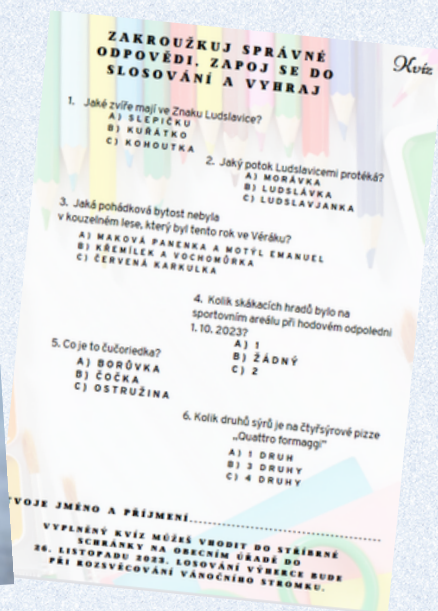 Kvíz
ZAKROUŽKUJ SPRÁVNÉ
ODPOVĚDI, ZAPOJ SE DO
SLOSOVÁNÍ A VYHRAJ
1. Jaké zvíře mají ve Znaku Ludslavice?
A) SLEPIČKU
B) KUŘÁTKO
C) KOHOUTKA
2. Jaký potok Ludslavicemi protéká?
A) MORÁVKA
B) LUDSLÁVKA
C) LUDSLAVJANKA
3. Jaká pohádková bytost nebyla
v kouzelném lese, který byl tento rok ve Véráku?
A) MAKOVÁ PANENKA A MOTÝL EMANUEL
B) KŘEMÍLEK A VOCHOMŮRKA
C) ČERVENÁ KARKULKA
4. Kolik skákacích hradů bylo na
sportovním areálu při hodovém odpoledni
1. 10. 2023?
A) 1
B) ŽÁDNÝ
C) 2
5. Co je to čučoriedka?
A) BORŮVKA
B) ČOČKA
C) OSTRUŽINA
6. Kolik druhů sýrů je na čtyřsýrové pizze
„Quattro formaggi"
A) 1 DRUH
B) 3 DRUHY
C) 4 DRUHY
TVOJE JMÉNO A PŘÍJMENÍ
VYPLNĚNÝ KVÍZ MŮŽEŠ VHODIT DO STŘÍBRNÉ
SCHRÁNKY NA OBECNÍM ÚŘADĚ DO
26. LISTOPADU 2023. LOSOVÁNÍ VÝHERCE BUDE
PŘI ROZSVĚCOVÁNÍ VÁNOČNÍHO STROMKU.